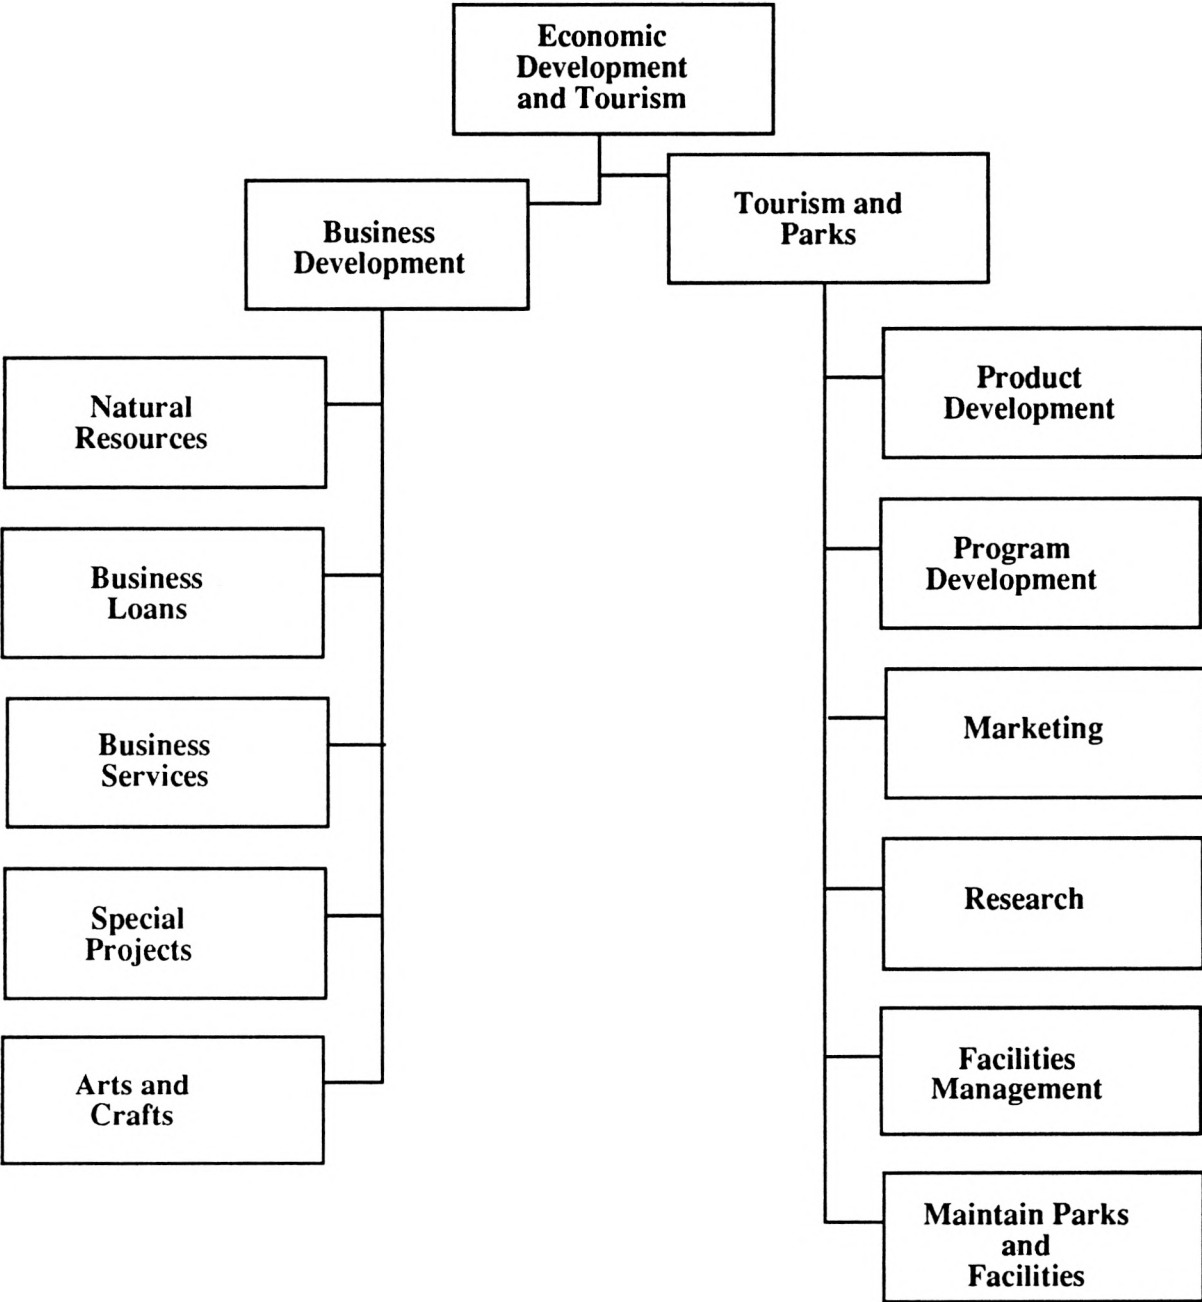 Economic
Development
and Tourism
Business
Development
Tourism and
Parks
Natural
Resources
Business
Loans
Business
Services
Special
Projects
Arts and
Crafts
Product
Development
Program
Development
Marketing
Research
Facilities
Management
Maintain Parks
and
Facilities